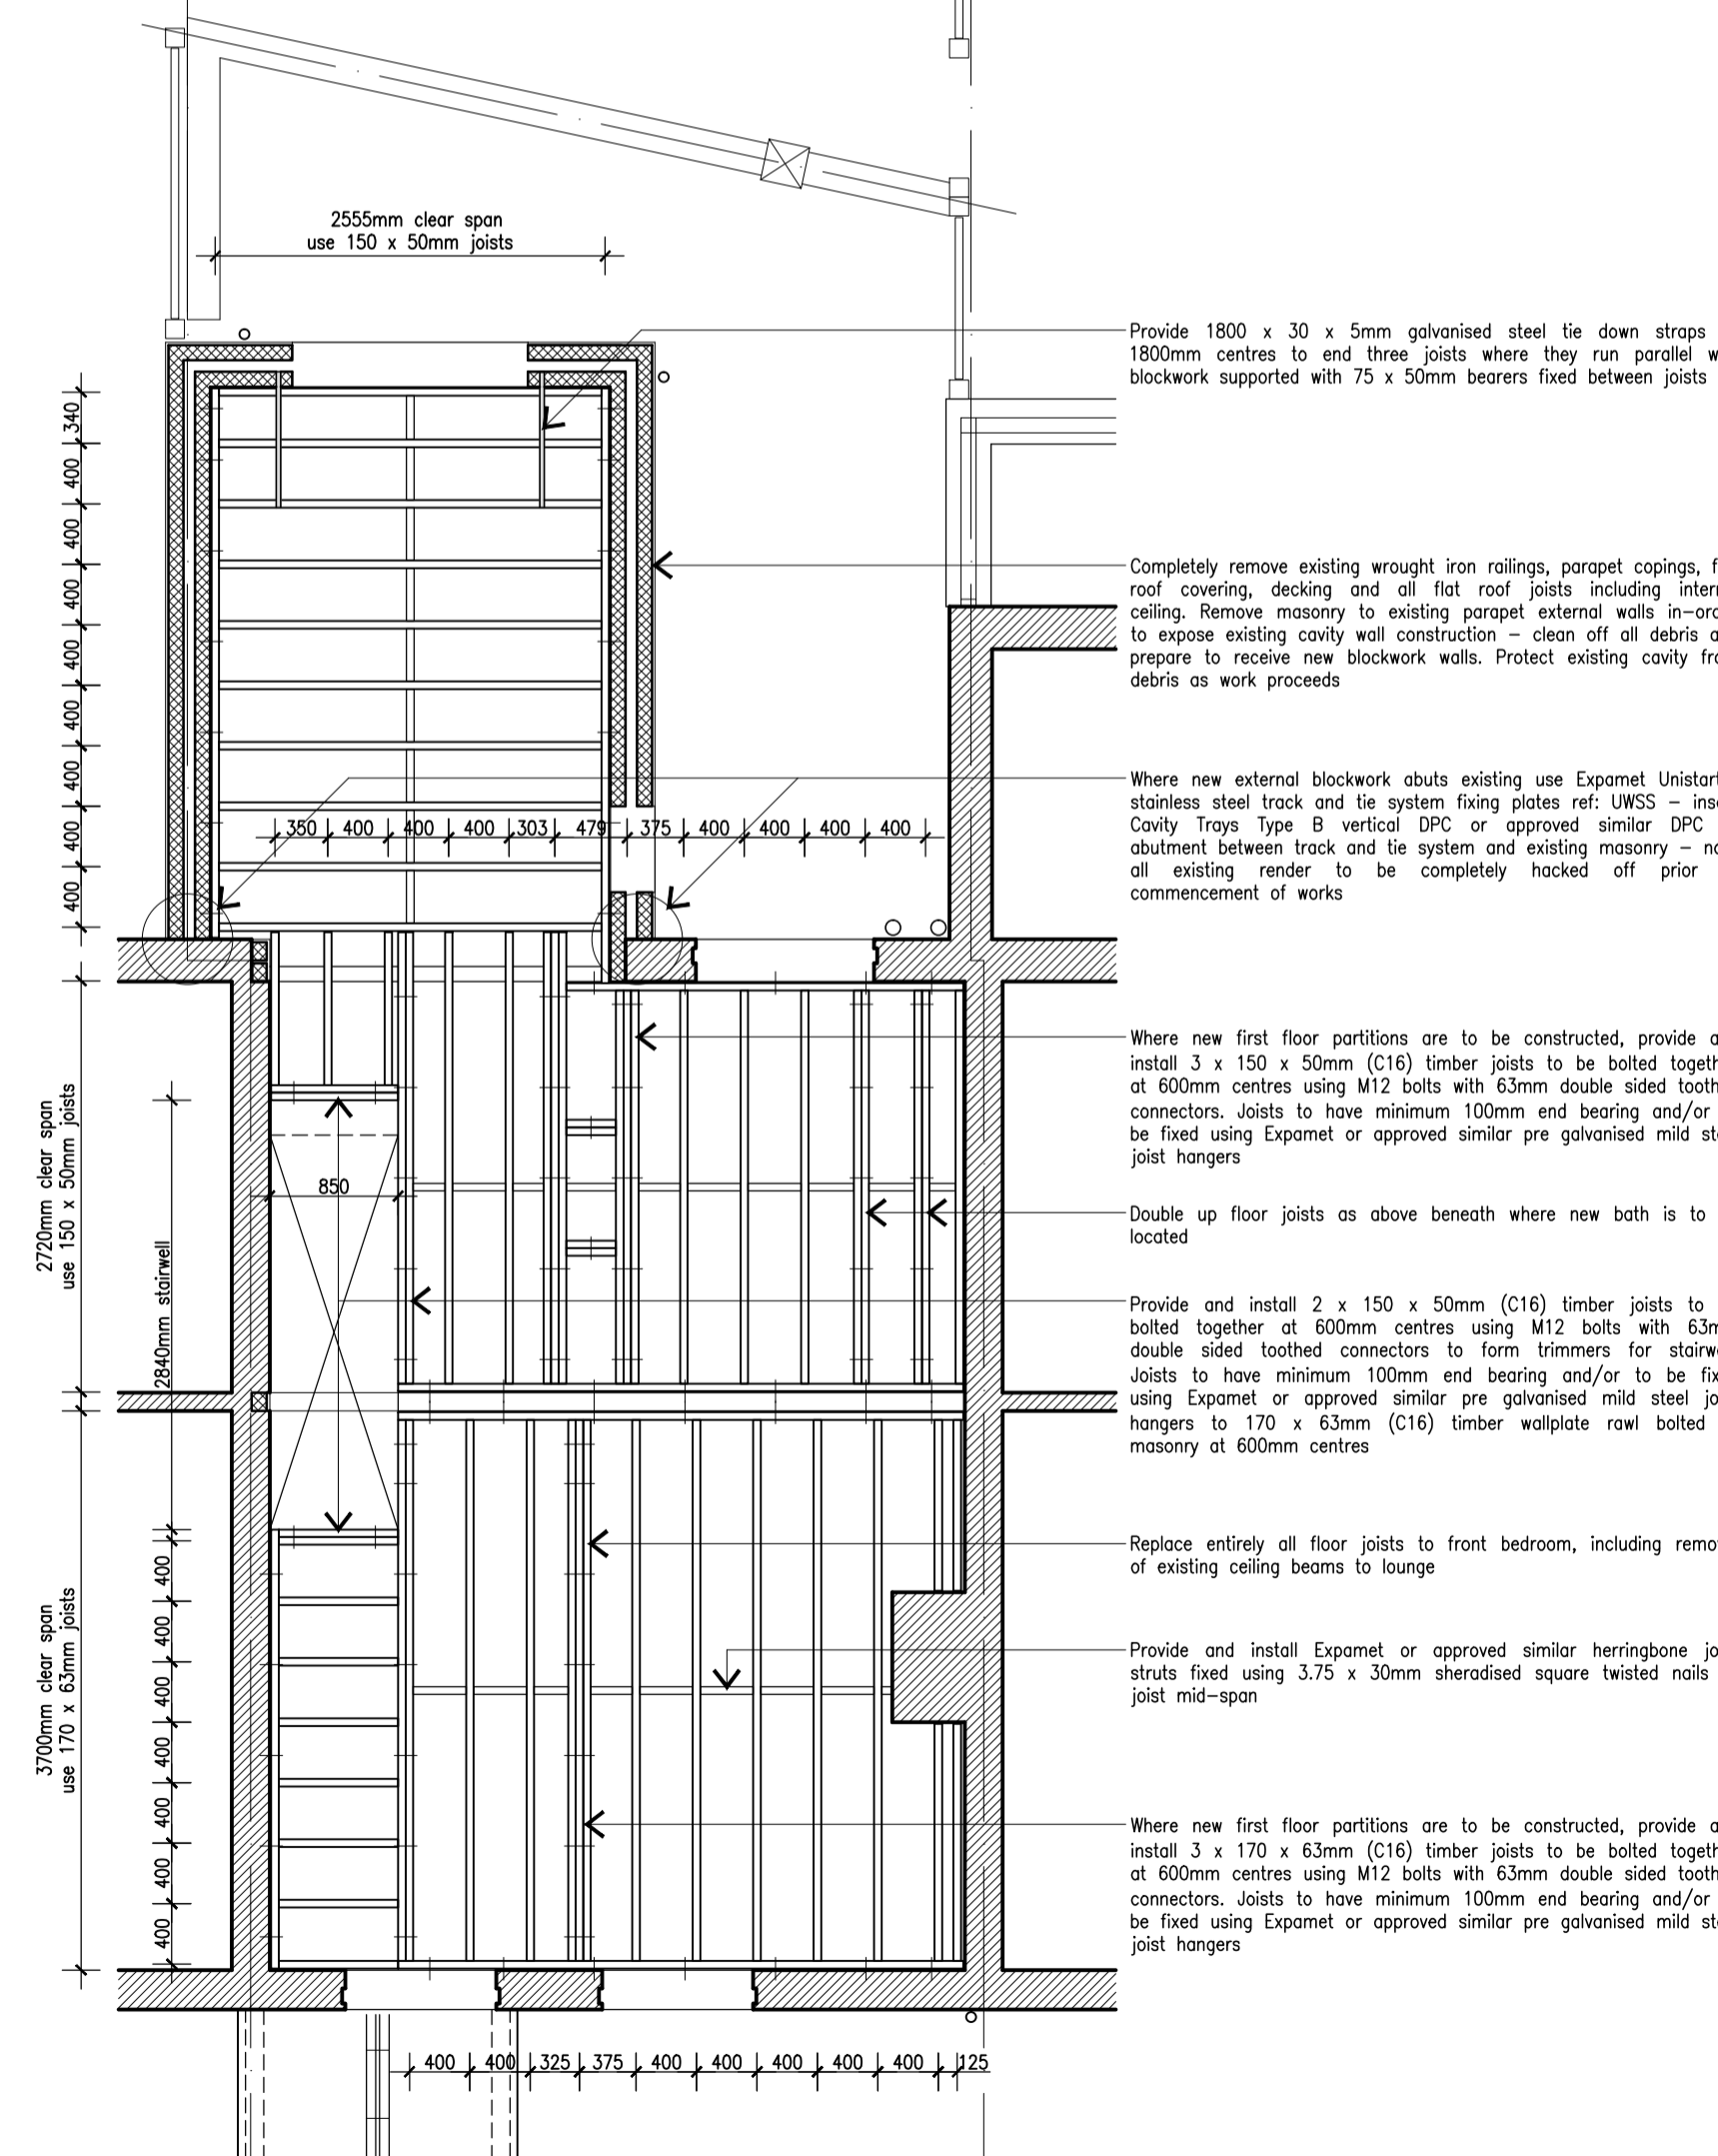 2555mm clear span
use 150 x 50mm joists
Provide 1800 x 30 x 5mm galvanised steel tie down straps
1800mm centres to end three joists where they run parallel
blockwork supported with 75 x 50mm bearers fixed between joists
340
400
400
400
400
400
400
400
400
Completely remove existing wrought iron railings, parapet copings,
roof covering, decking and all flat roof joists including
ceiling. Remove masonry to existing parapet external walls
to expose existing cavity wall construction – clean off all debris
prepare to receive new blockwork walls. Protect existing cavity
debris as work proceeds
Where new external blockwork abuts existing use Expamet Unistart
stainless steel track and tie system fixing plates ref: UWSS –
Cavity Trays Type B vertical DPC or approved similar DPC
abutment between track and tie system and existing masonry –
all existing render to be completely hacked off prior
commencement of works
350 400 400 400 303 479 375 400 400 400 400
Where new first floor partitions are to be constructed, provide
install 3 x 150 x 50mm (C16) timber joists to be bolted
at 600mm centres using M12 bolts with 63mm double sided
connectors. Joists to have minimum 100mm end bearing and/or
be fixed using Expamet or approved similar pre galvanised mild
joist hangers
2720mm clear span
use 150 x 50mm joists
850
Double up floor joists as above beneath where new bath is to
located
2840mm stairwell
Provide and install 2 x 150 x 50mm (C16) timber joists to
bolted together at 600mm centres using M12 bolts with
double sided toothed connectors to form trimmers for
Joists to have minimum 100mm end bearing and/or to be
using Expamet or approved similar pre galvanised mild steel
hangers to 170 x 63mm (C16) timber wallplate rawl bolted
masonry at 600mm centres
Replace entirely all floor joists to front bedroom, including
of existing ceiling beams to lounge
3700mm clear span
use 170 x 63mm joists
400
400
400
400
400
400
400
Provide and install Expamet or approved similar herringbone
struts fixed using 3.75 x 30mm sheradised square twisted nails
joist mid-span
Where new first floor partitions are to be constructed, provide
install 3 x 170 x 63mm (C16) timber joists to be bolted
at 600mm centres using M12 bolts with 63mm double sided
connectors. Joists to have minimum 100mm end bearing and/or
be fixed using Expamet or approved similar pre galvanised mild
joist hangers
400 400 325 375 400 400 400 400 400 125